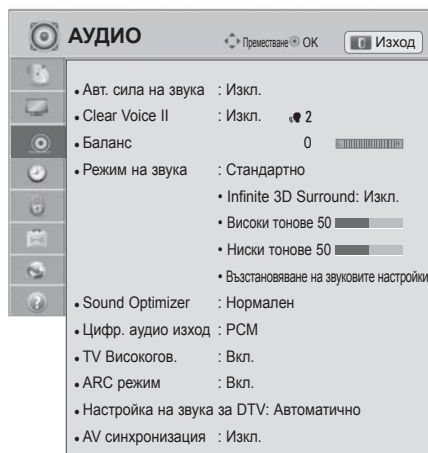 АУДИО Преместване OK Изход
• Авт. сила на звука : Изкл.
• Clear Voice II : Изкл. 2
• Баланс 0 L R
• Режим на звука : Стандартно
• Infinite 3D Surround: Изкл.
• Високи тонове 50
• Ниски тонове 50
• Възстановяване на звуковите настройки
• Sound Optimizer : Нормален
• Цифр. аудио изход : PCM
• TV Високогов. : Вкл.
• ARC режим : Вкл.
• Настройка на звука за DTV: Автоматично
• AV синхронизация : Изкл.